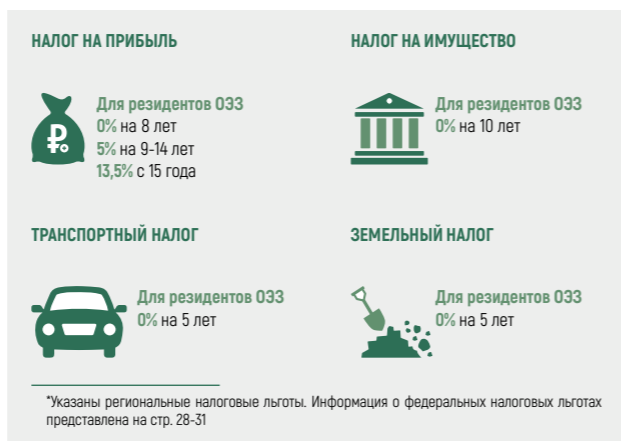 НАЛОГ НА ПРИБЫЛЬ
Для резидентов ОЭЗ
0% на 8 лет
5% на 9-14 лет
13,5% с 15 года
НАЛОГ НА ИМУЩЕСТВО
Для резидентов ОЭЗ
0% на 10 лет
ТРАНСПОРТНЫЙ НАЛОГ
Для резидентов ОЭЗ
0% на 5 лет
ЗЕМЕЛЬНЫЙ НАЛОГ
Для резидентов ОЭЗ
0% на 5 лет
*Указаны региональные налоговые льготы. Информация о федеральных налоговых льготах
представлена на стр. 28-31